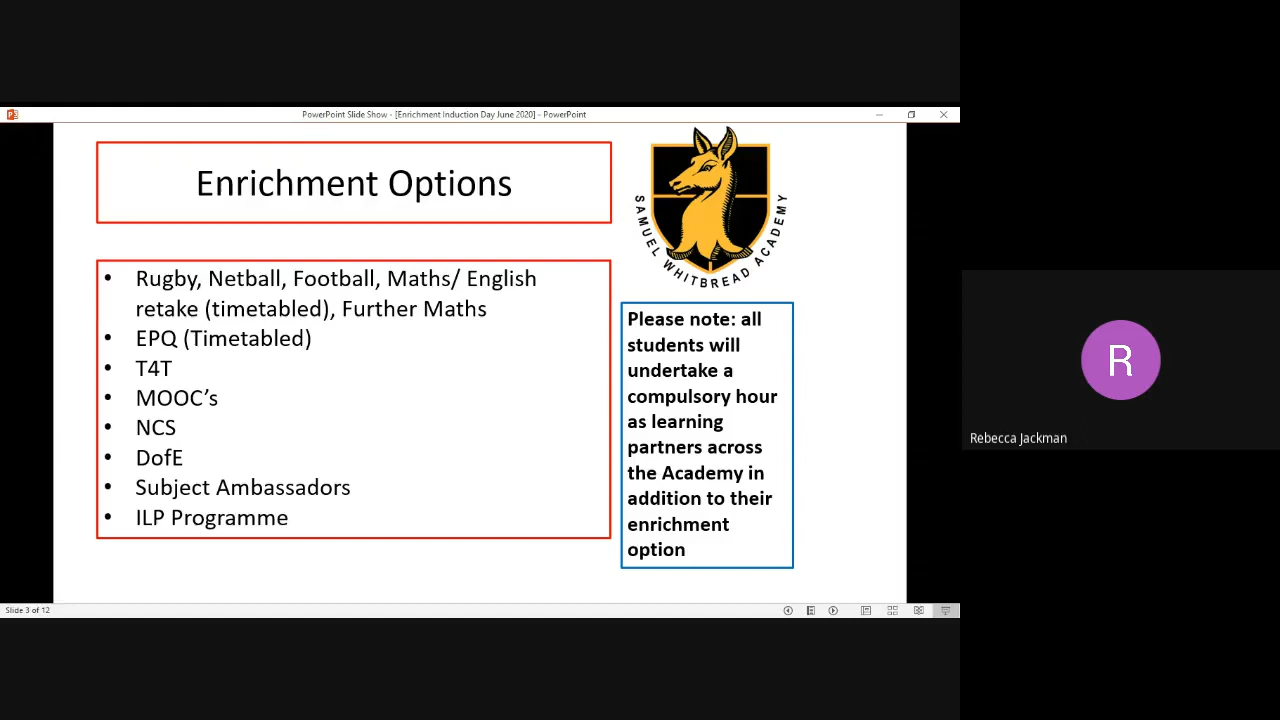 PowerPoint Slide Show - [Enrichment Induction Day June 2020] - PowerPoint
Enrichment Options
SAMUEL WHITBREAD ACADEMY
• Rugby, Netball, Football, Maths/ English
retake (timetabled), Further Maths
• EPQ (Timetabled)
• T4T
• MOOC’s
• NCS
• DofE
• Subject Ambassadors
• ILP Programme
Please note: all
students will
undertake a
compulsory hour
as learning
partners across
the Academy in
addition to their
enrichment
option
Slide 3 of 12
R
Rebecca Jackman